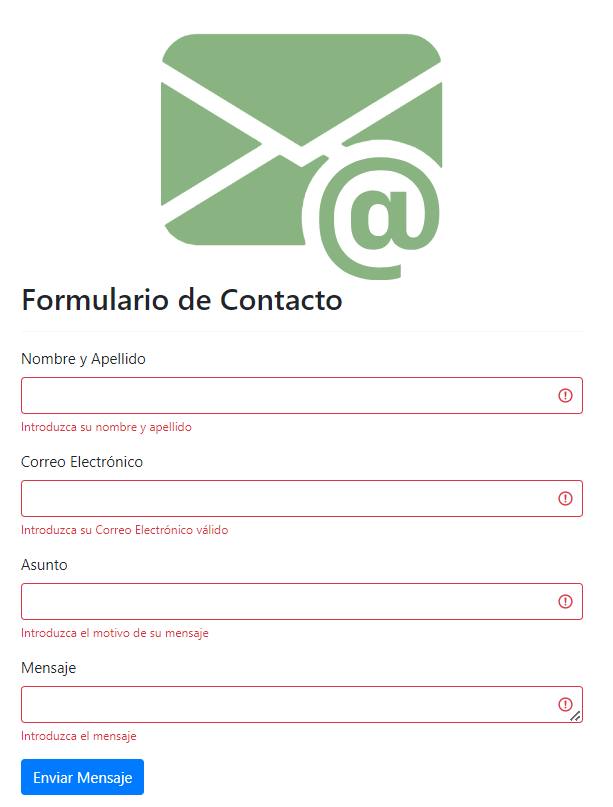 @
Formulario de Contacto
Nombre y Apellido
Introduzca su nombre y apellido
Correo Electrónico
Introduzca su Correo Electrónico válido
Asunto
Introduzca el motivo de su mensaje
Mensaje
Introduzca el mensaje
Enviar Mensaje